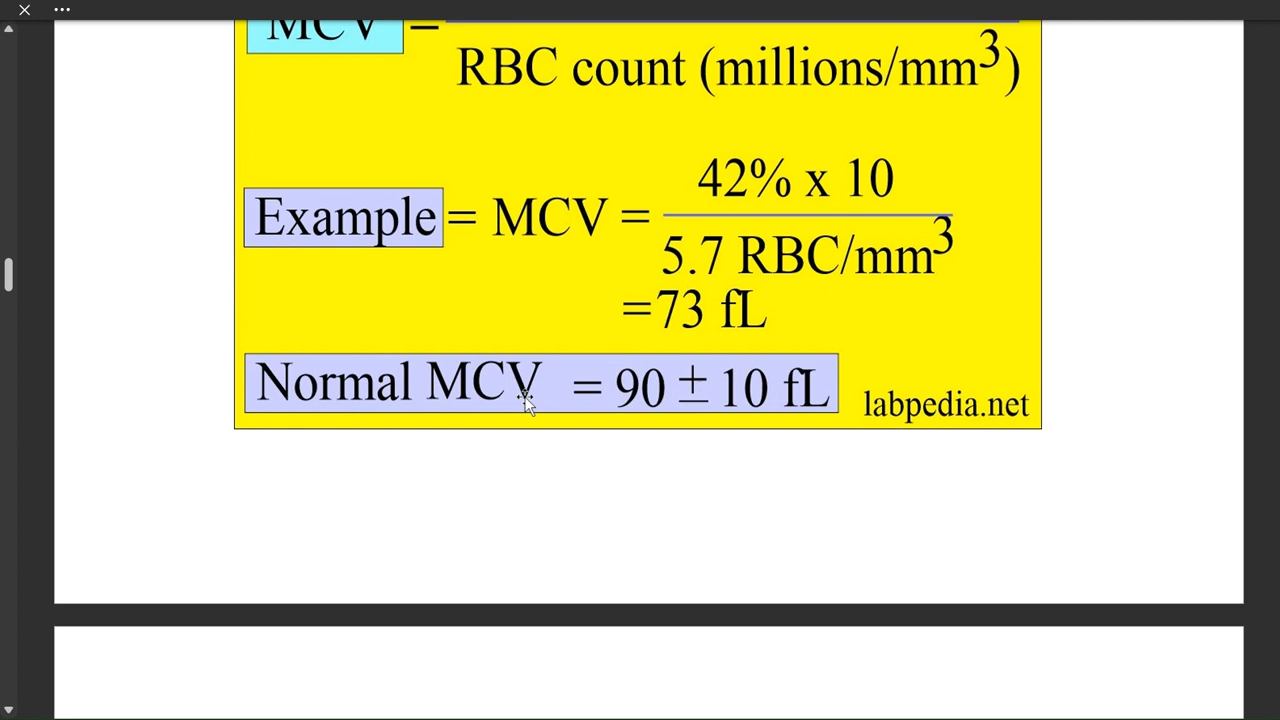 MCV =
RBC count (millions/mm³)
42% x 10
Example = MCV =
5.7 RBC/mm³
=73 fL
Normal MCV = 90 ± 10 fL
labpedia.net